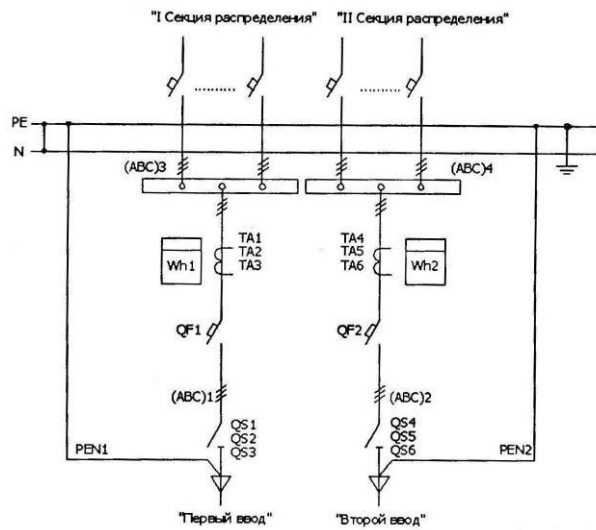 "I Секция распределения" "II Секция распределения"
PE
N
(ABC)3 (ABC)4
TA1 TA4
TA2 TA5
TA3 TA6
Wh1 Wh2
QF1 QF2
(ABC)1 (ABC)2
QS1 QS4
QS2 QS5
QS3 QS6
PEN1 PEN2
"Первый ввод" "Второй ввод"